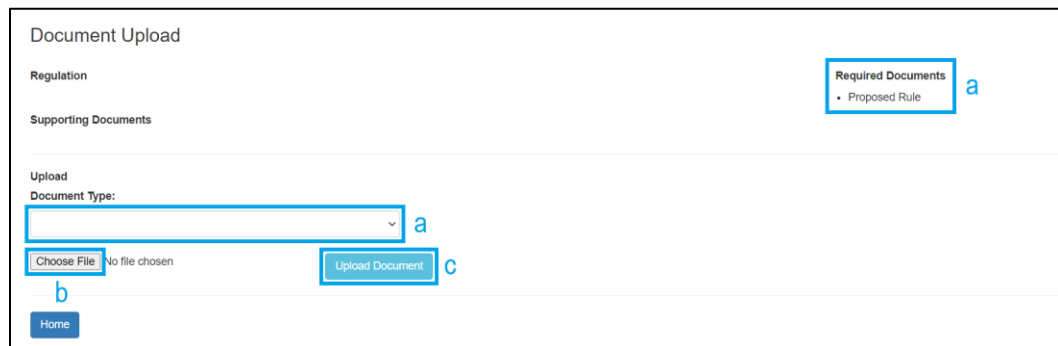 Document Upload
Regulation
Required Documents
• Proposed Rule
a
Supporting Documents
Upload
Document Type:
a
Choose File No file chosen
Upload Document
c
b
Home